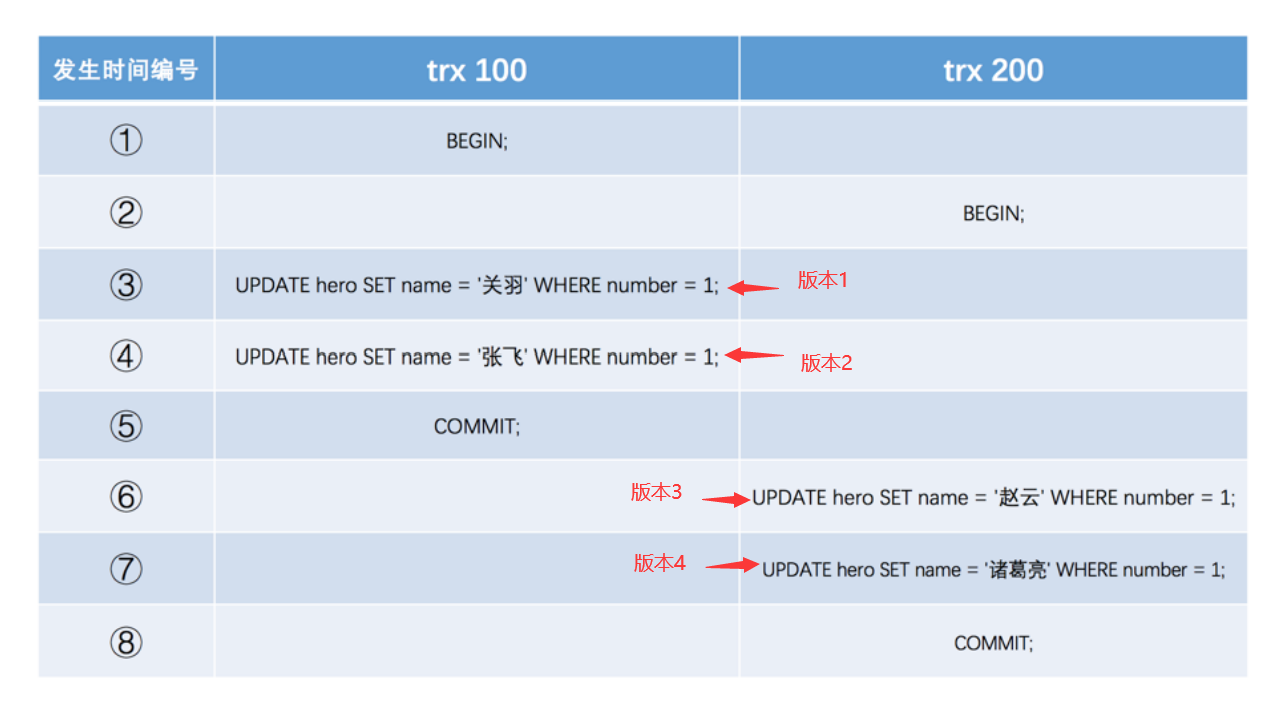 发生时间编号 trx 100 trx 200
① BEGIN;
② BEGIN;
③ UPDATE hero SET name = '关羽' WHERE number = 1; 版本1
④ UPDATE hero SET name = '张飞' WHERE number = 1; 版本2
⑤ COMMIT;
⑥ 版本3 UPDATE hero SET name = '赵云' WHERE number = 1;
⑦ 版本4 UPDATE hero SET name = '诸葛亮' WHERE number = 1;
⑧ COMMIT;